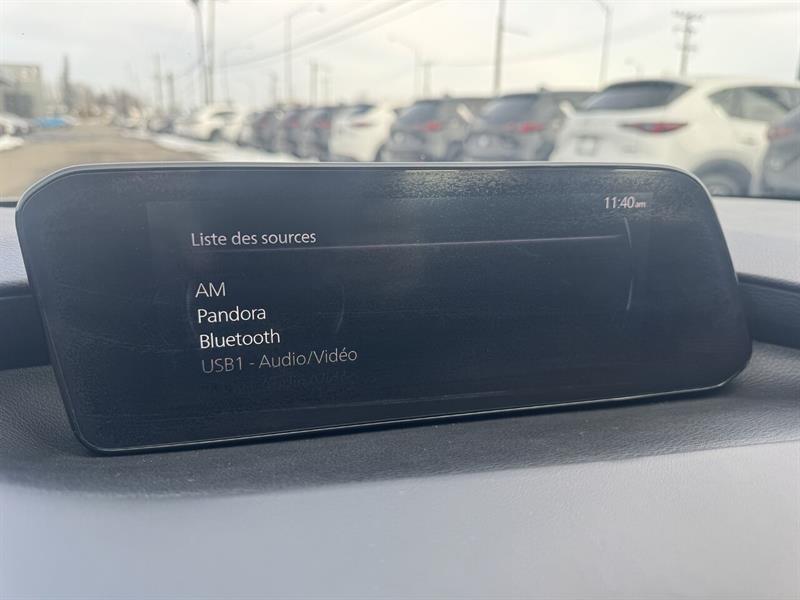 11:40am
Liste des sources
AM
Pandora
Bluetooth
USB1 - Audio/Vidéo